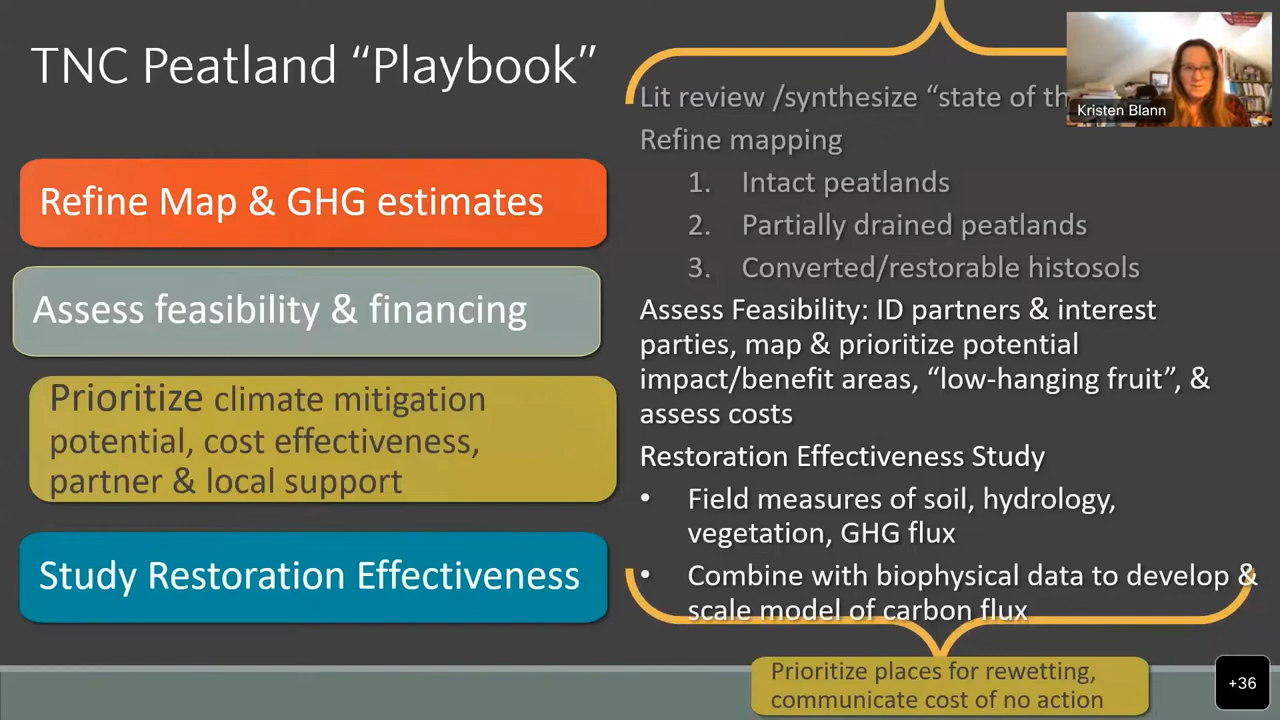 TNC Peatland “Playbook”
Refine Map & GHG estimates
Assess feasibility & financing
Prioritize climate mitigation
potential, cost effectiveness,
partner & local support
Study Restoration Effectiveness
Lit review /synthesize “state of
Refine mapping
1. Intact peatlands
2. Partially drained peatlands
3. Converted/restorable histosols
Assess Feasibility: ID partners & interest
parties, map & prioritize potential
impact/benefit areas, “low-hanging fruit”, &
assess costs
Restoration Effectiveness Study
• Field measures of soil, hydrology,
vegetation, GHG flux
• Combine with biophysical data to develop &
scale model of carbon flux
Prioritize places for rewetting,
communicate cost of no action
Kristen Blann
+36